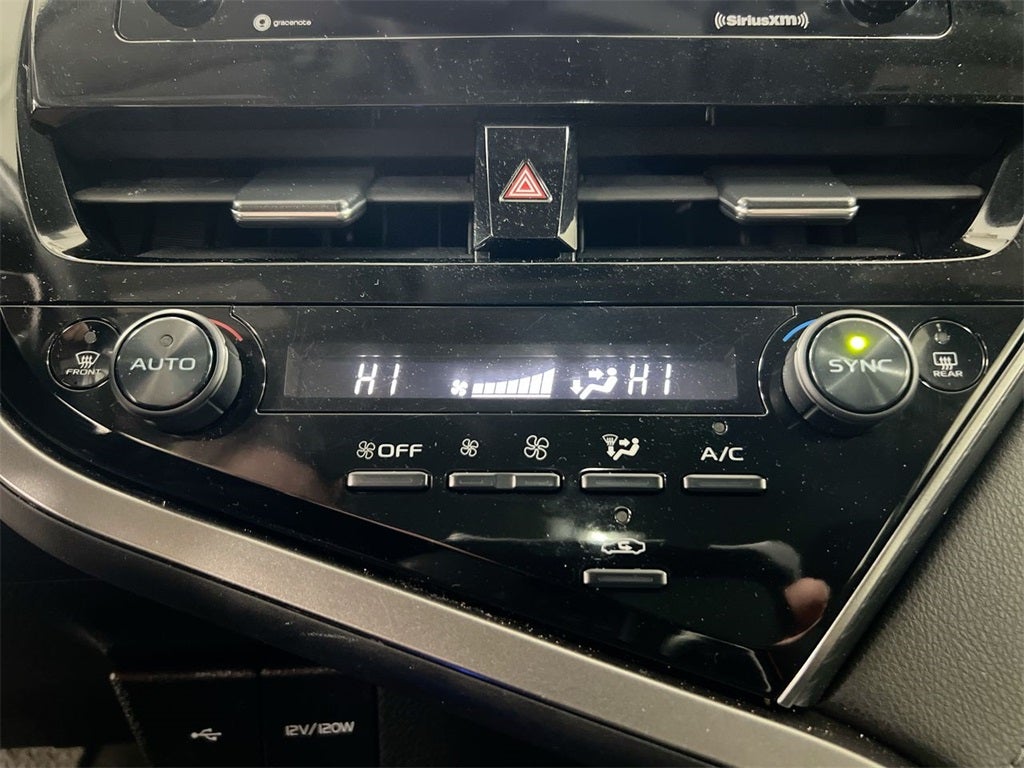 gracenote
((SiriusXM))
FRONT
AUTO
HI
HI
SYNC
REAR
OFF
A/C
12V/120W